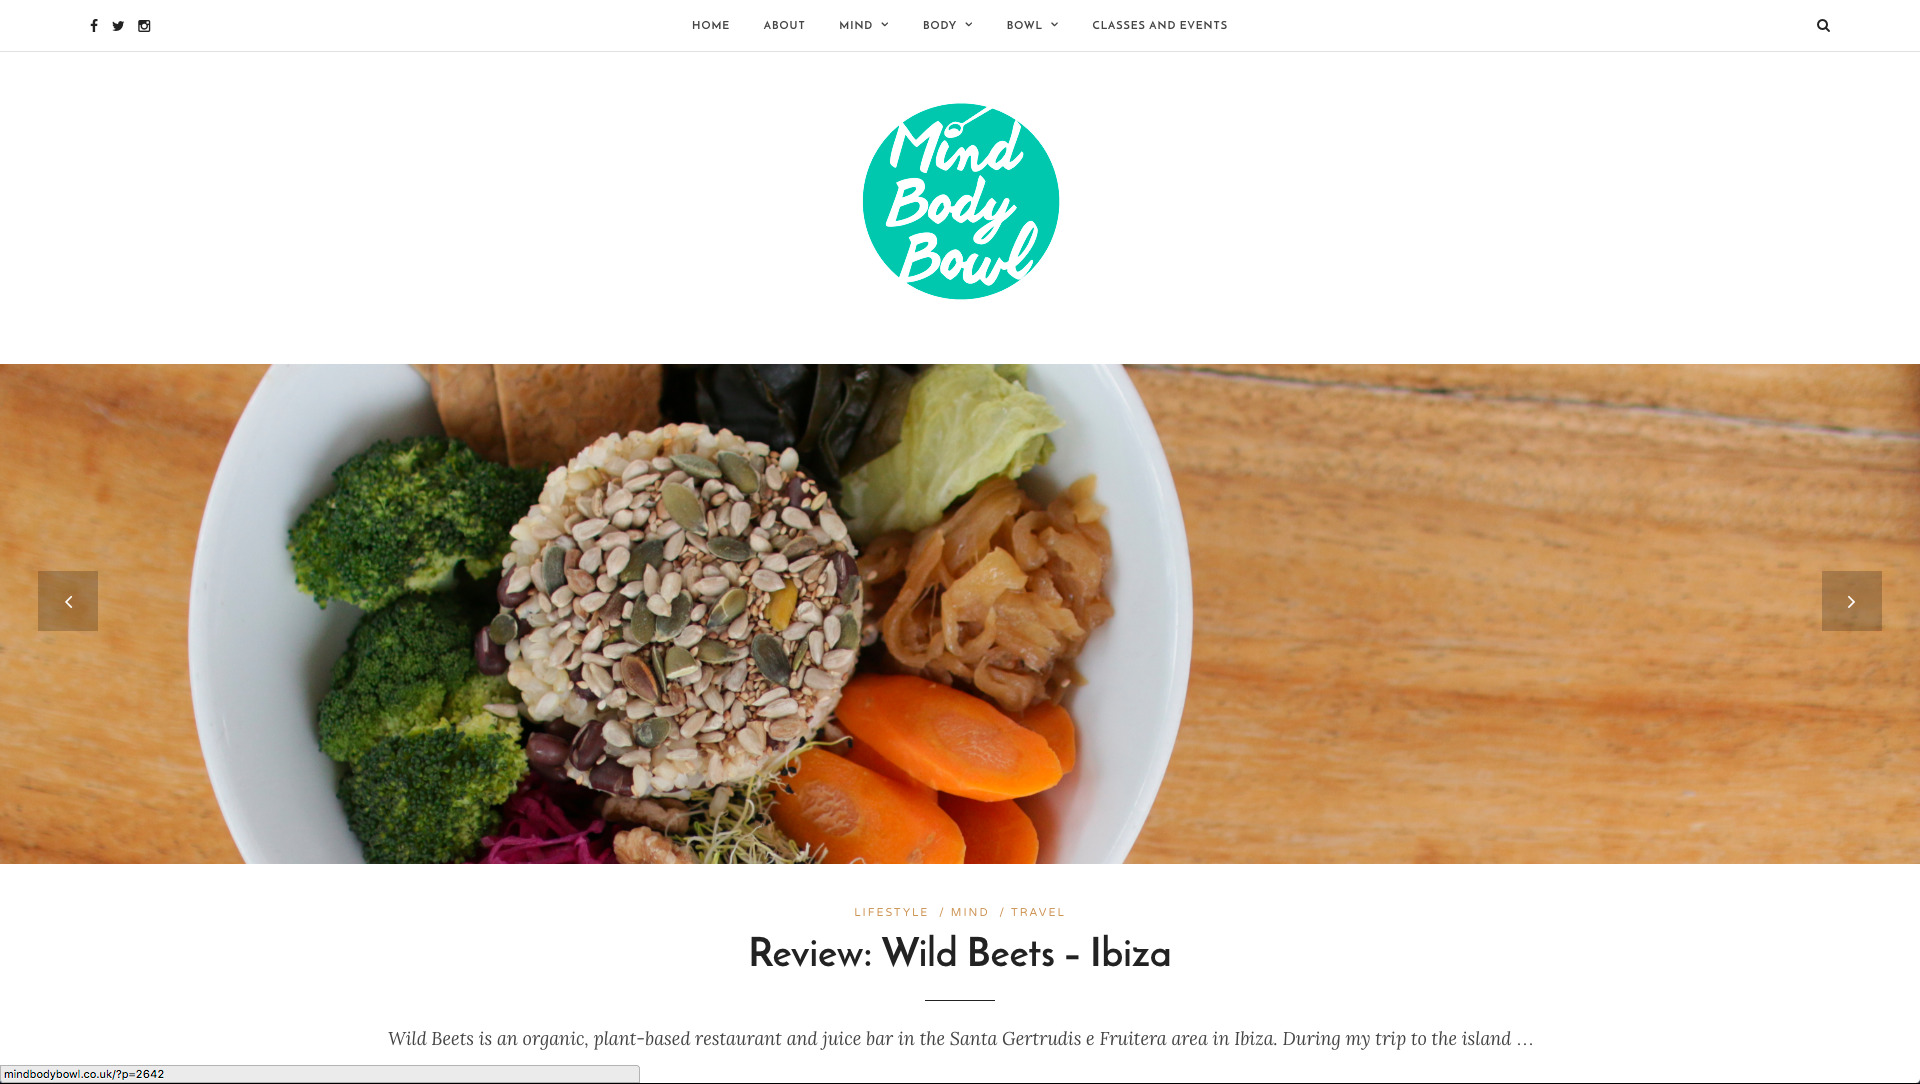 HOME ABOUT MIND BODY BOWL CLASSES AND EVENTS
Mind
Body
Bowl
LIFESTYLE / MIND / TRAVEL
Review: Wild Beets – Ibiza
Wild Beets is an organic, plant-based restaurant and juice bar in the Santa Gertrudis e Fruitera area in Ibiza. During my trip to the island …
mindbodybowl.co.uk/?p=2642